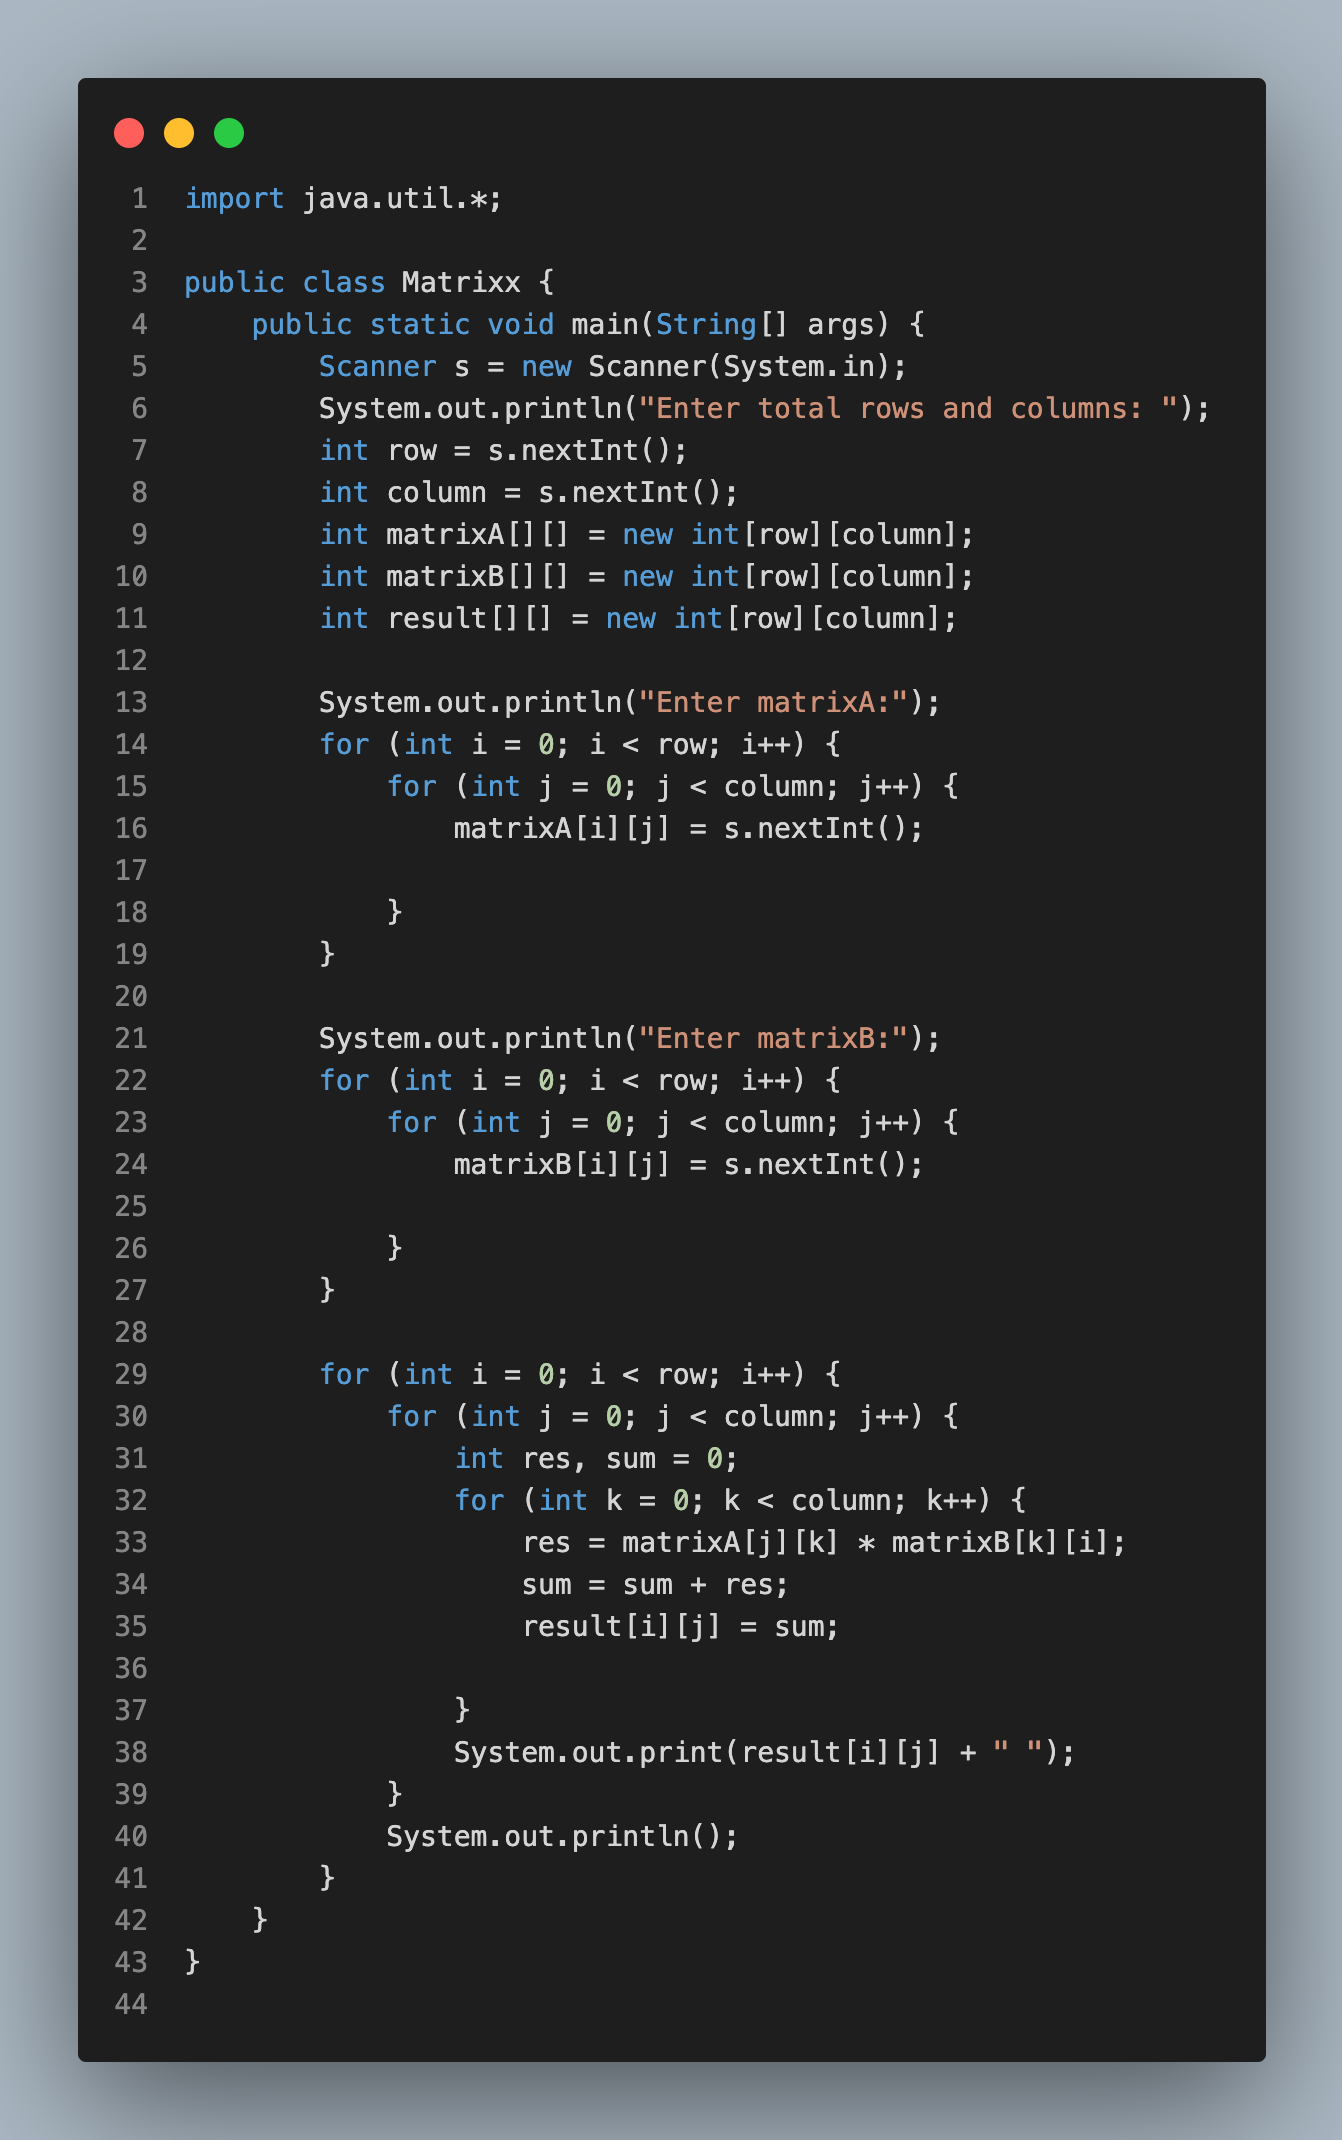 1 import java.util.*;
2
3 public class Matrixx {
4     public static void main(String[] args) {
5         Scanner s = new Scanner(System.in);
6         System.out.println("Enter total rows and columns: ");
7         int row = s.nextInt();
8         int column = s.nextInt();
9         int matrixA[][] = new int[row][column];
10         int matrixB[][] = new int[row][column];
11         int result[][] = new int[row][column];
12
13         System.out.println("Enter matrixA:");
14         for (int i = 0; i < row; i++) {
15             for (int j = 0; j < column; j++) {
16                 matrixA[i][j] = s.nextInt();
17
18             }
19         }
20
21         System.out.println("Enter matrixB:");
22         for (int i = 0; i < row; i++) {
23             for (int j = 0; j < column; j++) {
24                 matrixB[i][j] = s.nextInt();
25
26             }
27         }
28
29         for (int i = 0; i < row; i++) {
30             for (int j = 0; j < column; j++) {
31                 int res, sum = 0;
32                 for (int k = 0; k < column; k++) {
33                     res = matrixA[j][k] * matrixB[k][i];
34                     sum = sum + res;
35                     result[i][j] = sum;
36
37                 }
38                 System.out.print(result[i][j] + " ");
39             }
40             System.out.println();
41         }
42     }
43 }
44